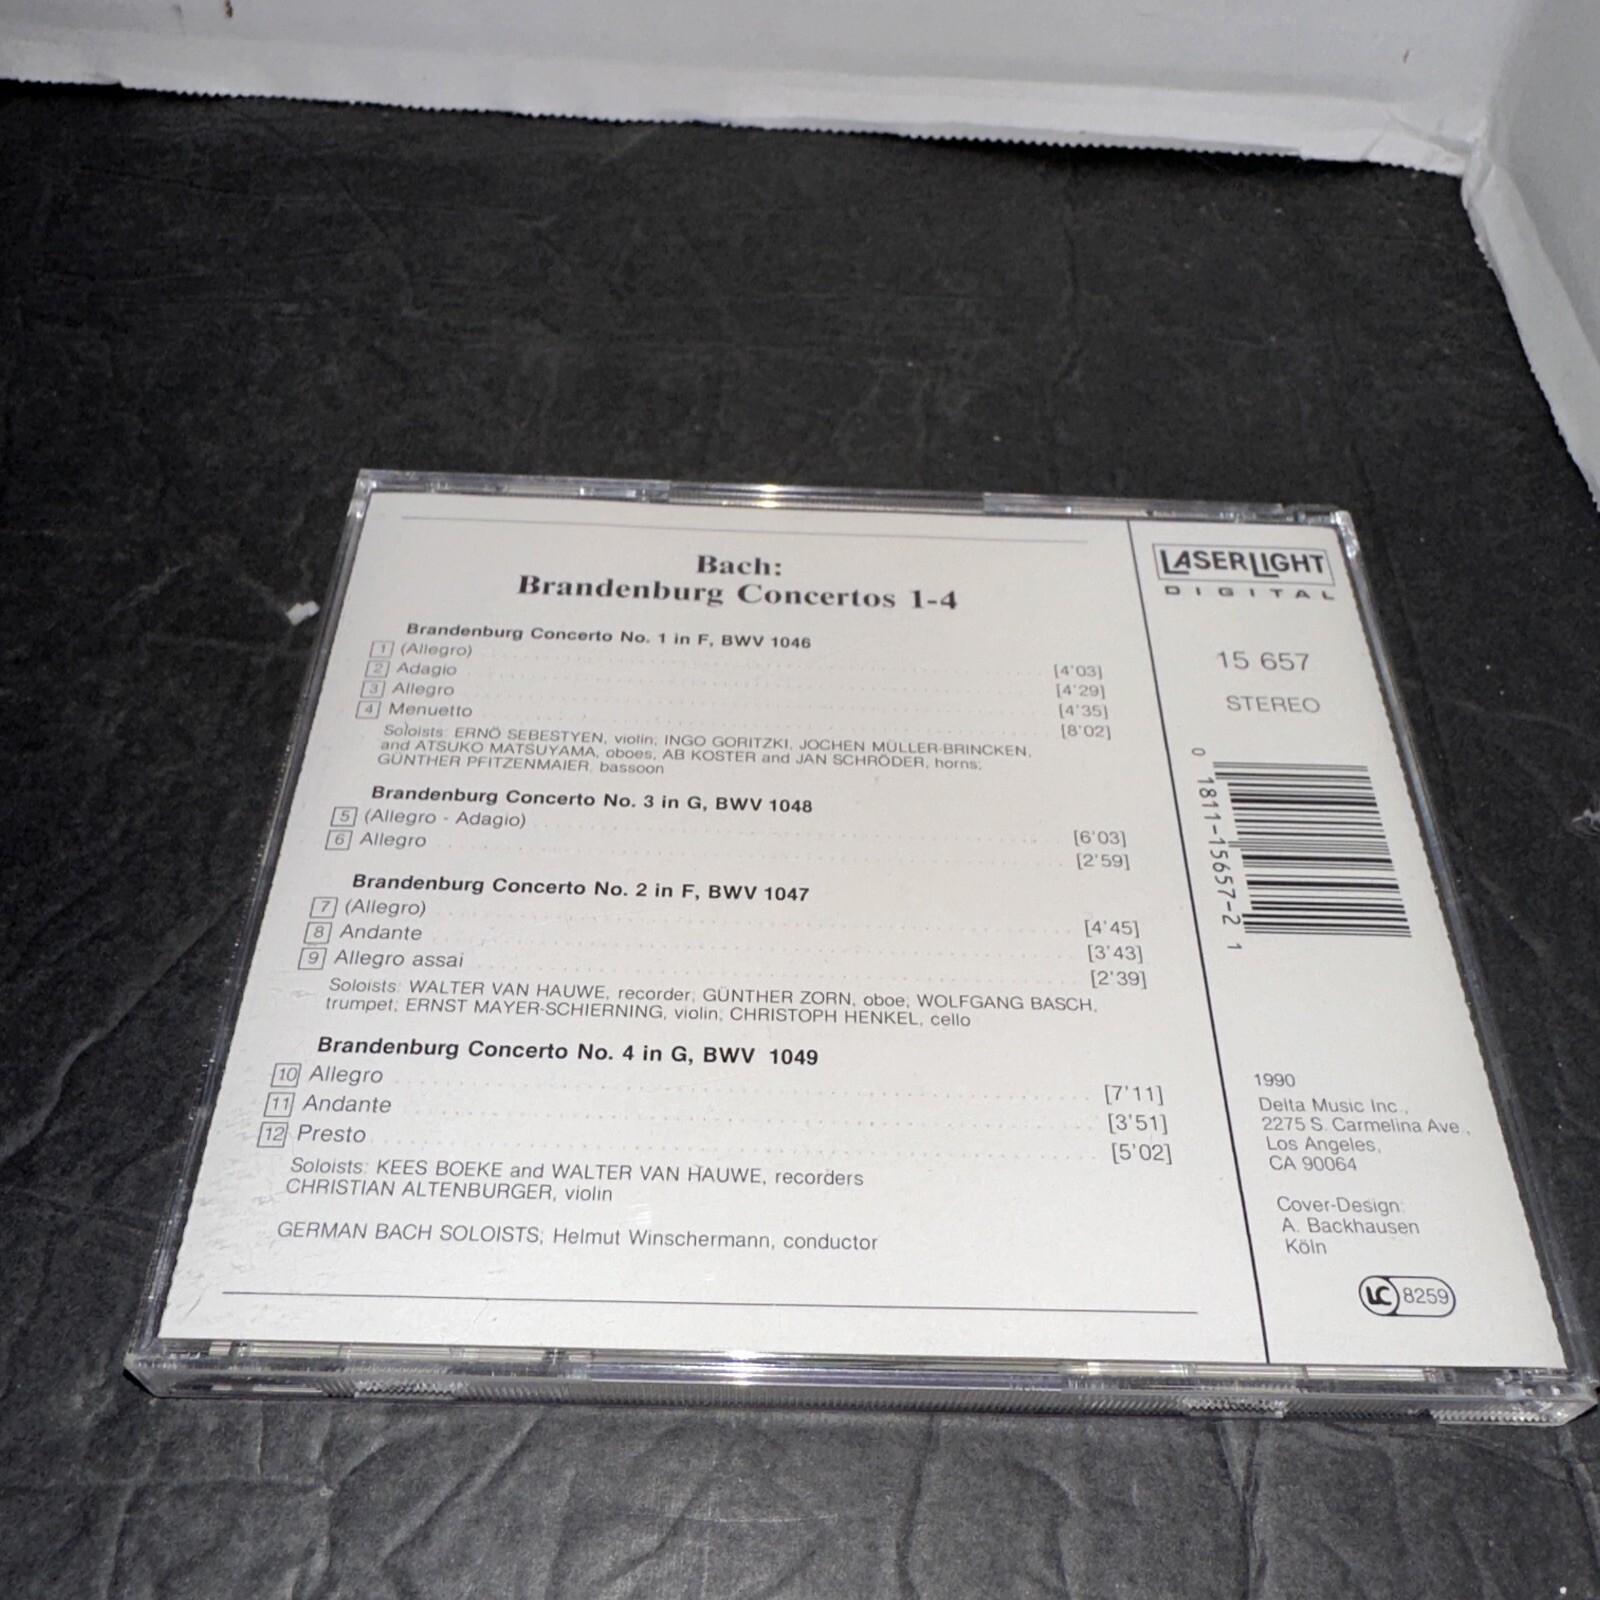 Bach:
Brandenburg Concertos 1-4
Brandenburg Concerto No. 1 in F, BWV 1046
1 (Allegro) [4'03]
2 Adagio [4'29]
3 Allegro [4'35]
4 Menuetto [8'02]
Soloists: ERNÖ SEBESTYEN, violin; INGO GORITZKI, JOCHEN MÜLLER-BRINCKEN,
and ATSUKO MATSUYAMA, oboes, AB KOSTER and JAN SCHRÖDER, horns;
GÜNTHER PFITZENMAIER, bassoon
Brandenburg Concerto No. 3 in G, BWV 1048
5 (Allegro - Adagio) [6'03]
6 Allegro [2'59]
Brandenburg Concerto No. 2 in F, BWV 1047
7 (Allegro) [4'45]
8 Andante [3'43]
9 Allegro assai [2'39]
Soloists: WALTER VAN HAUWE, recorder; GÜNTHER ZORN, oboe; WOLFGANG BASCH,
trumpet; ERNST MAYER-SCHIERNING, violin; CHRISTOPH HENKEL, cello
Brandenburg Concerto No. 4 in G, BWV 1049
10 Allegro [7'11]
11 Andante [3'51]
12 Presto [5'02]
Soloists: KEES BOEKE and WALTER VAN HAUWE, recorders
CHRISTIAN ALTENBURGER, violin
GERMAN BACH SOLOISTS; Helmut Winschermann, conductor
LASERLIGHT
DIGITAL
15 657
STEREO
0 1811-15657-2 1
1990
Delta Music Inc.,
2275 S. Carmelina Ave.,
Los Angeles,
CA 90064
Cover-Design:
A. Backhausen
Köln
LC 8259